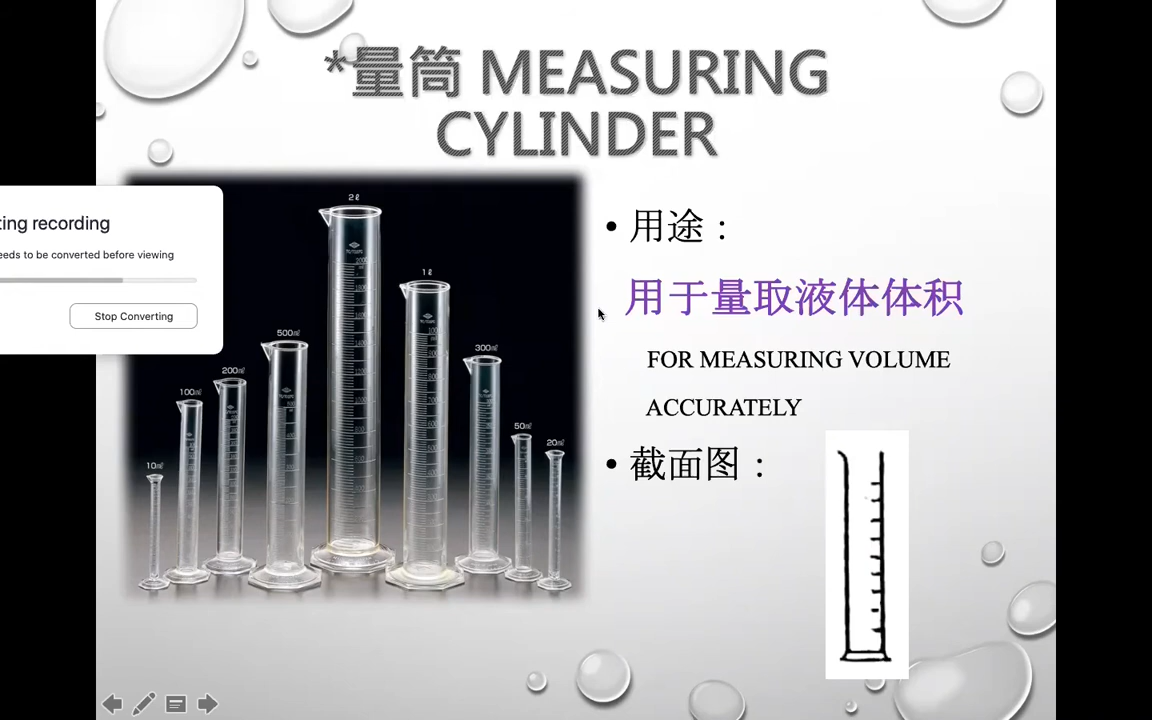 *量筒 MEASURING
CYLINDER
ting recording
eeds to be converted before viewing
Stop Converting
2ℓ
1ℓ
500㎖
300㎖
200㎖
100㎖
50㎖
20㎖
10㎖
• 用途：
用于量取液体体积
FOR MEASURING VOLUME
ACCURATELY
• 截面图：